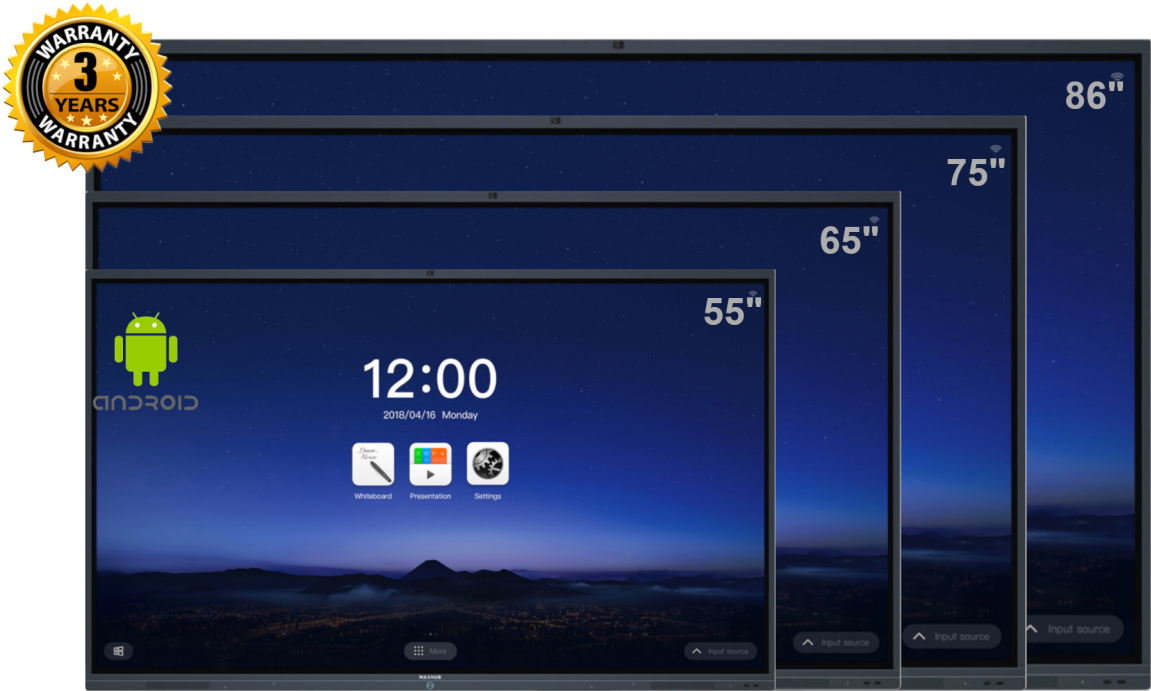 WARRANTY
3
YEARS
WARRANTY
86"
75"
65"
55"
ANDROID
12:00
2018/04/16 Monday
Whiteboard
Presentation
Settings
More
Input source
Input source
Input source
Input source
MAXHUB